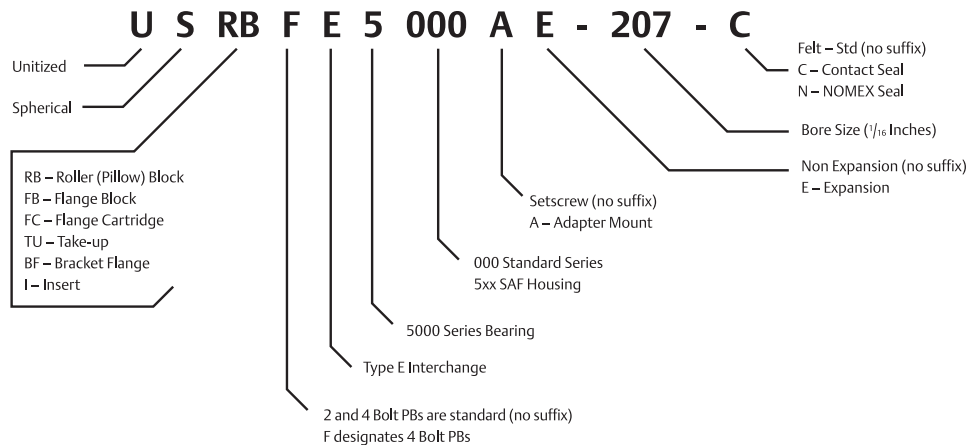 U S RB F E 5 000 A E - 207 - C
Unitized
Spherical
RB – Roller (Pillow) Block
FB – Flange Block
FC – Flange Cartridge
TU – Take-up
BF – Bracket Flange
I – Insert
Felt – Std (no suffix)
C – Contact Seal
N – NOMEX Seal
Bore Size (1/16 Inches)
Non Expansion (no suffix)
E – Expansion
Setscrew (no suffix)
A – Adapter Mount
000 Standard Series
5xx SAF Housing
5000 Series Bearing
Type E Interchange
2 and 4 Bolt PBs are standard (no suffix)
F designates 4 Bolt PBs